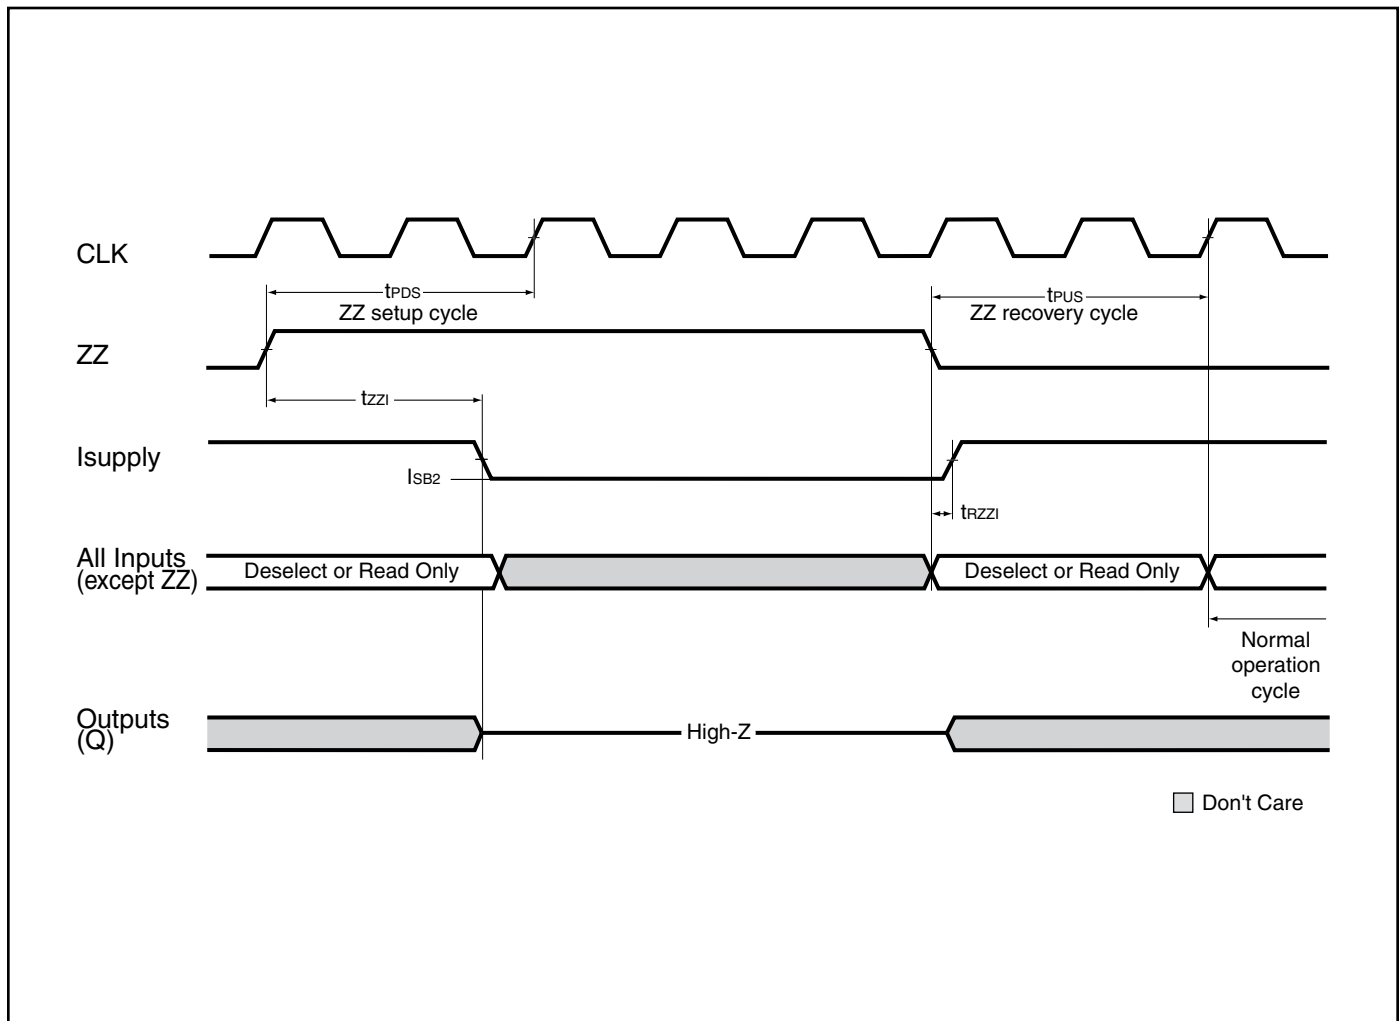 CLK
tPDS
ZZ setup cycle
tPUS
ZZ recovery cycle
ZZ
tZZI
Isupply
ISB2
tRZZI
All Inputs
(except ZZ)
Deselect or Read Only
Deselect or Read Only
Normal
operation
cycle
Outputs
(Q)
High-Z
Don't Care